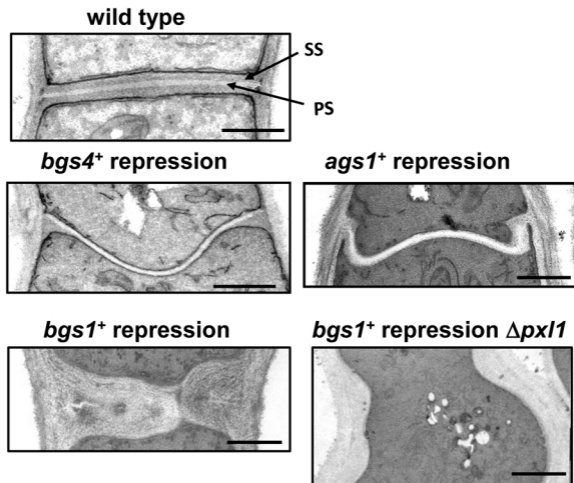 wild type
SS
PS
bgs4+ repression
ags1+ repression
bgs1+ repression
bgs1+ repression Δpxl1